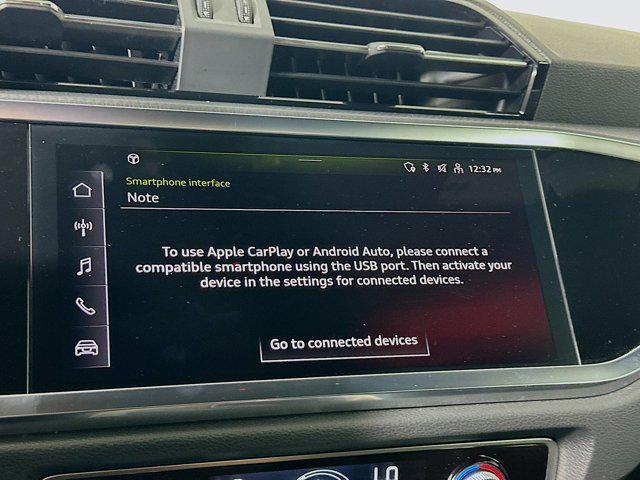 12:32 PM
Smartphone interface
Note
To use Apple CarPlay or Android Auto, please connect a
compatible smartphone using the USB port. Then activate your
device in the settings for connected devices.
Go to connected devices